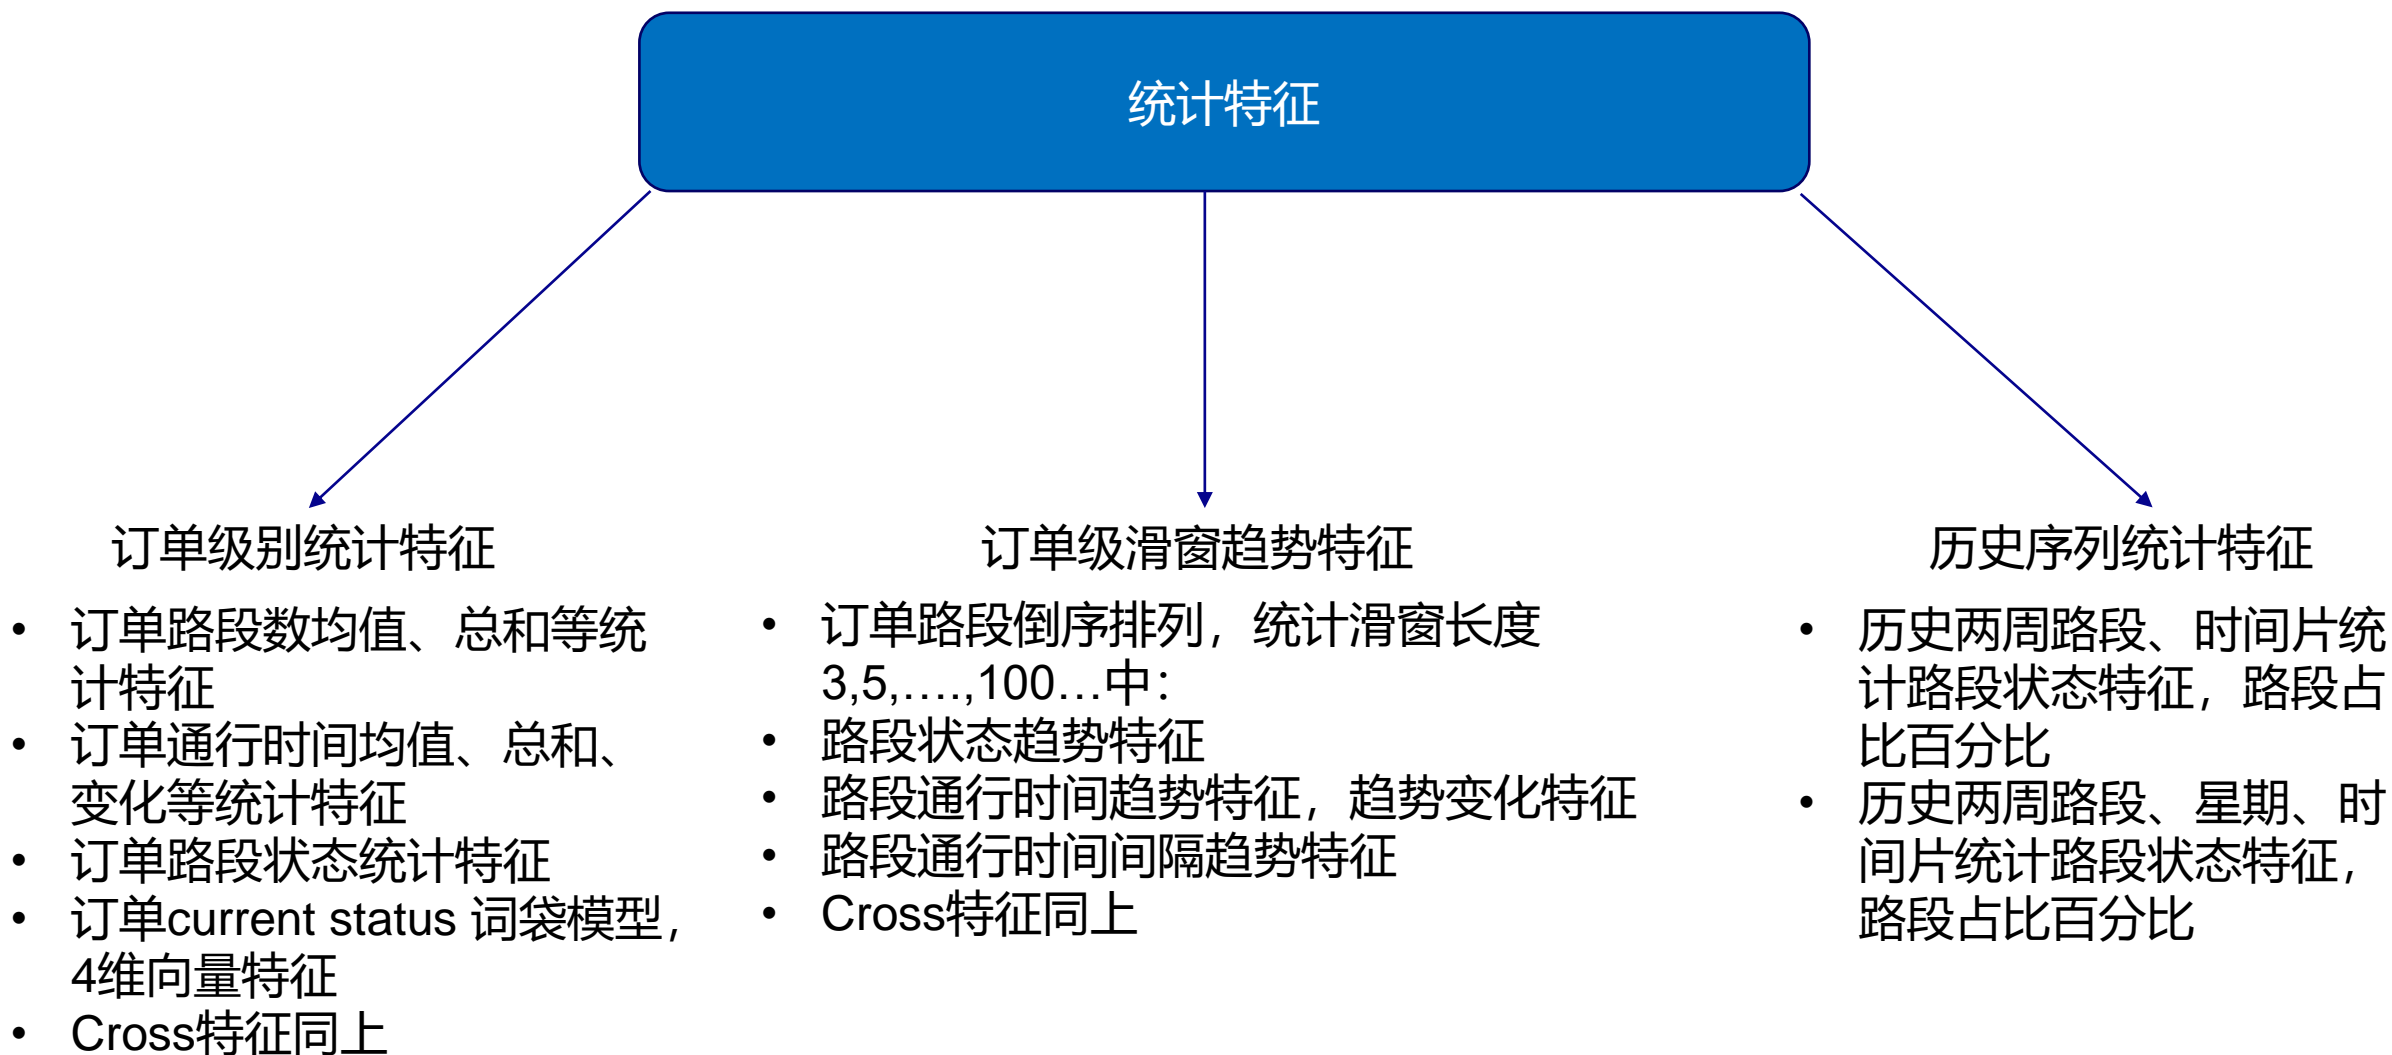 统计特征
订单级别统计特征
• 订单路段数均值、总和等统
计特征
• 订单通行时间均值、总和、
变化等统计特征
• 订单路段状态统计特征
• 订单current status 词袋模型，
4维向量特征
• Cross特征同上
订单级滑窗趋势特征
• 订单路段倒序排列，统计滑窗长度
3,5,….,100…中：
• 路段状态趋势特征
• 路段通行时间趋势特征，趋势变化特征
• 路段通行时间间隔趋势特征
• Cross特征同上
历史序列统计特征
• 历史两周路段、时间片统
计路段状态特征，路段占
比百分比
• 历史两周路段、星期、时
间片统计路段状态特征，
路段占比百分比